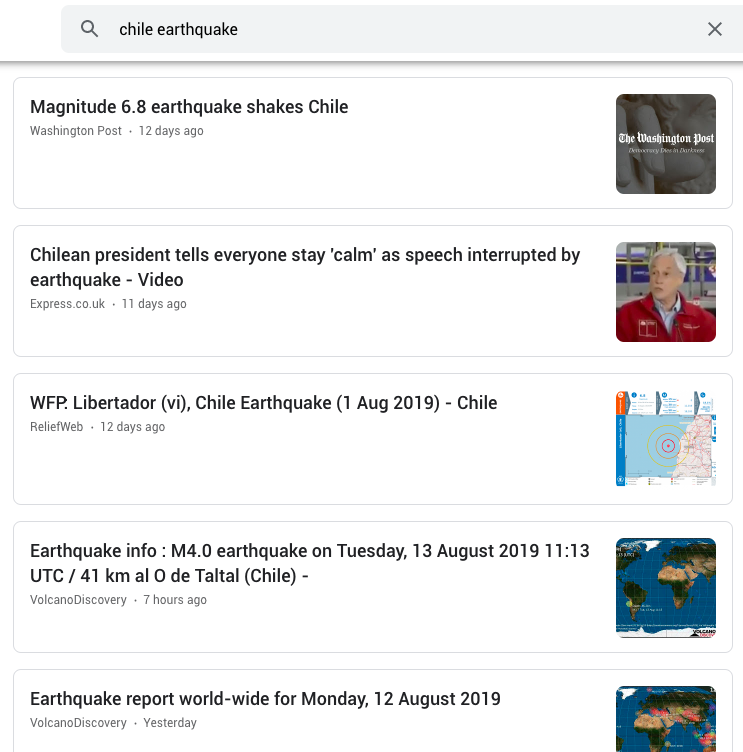 chile earthquake
Magnitude 6.8 earthquake shakes Chile
Washington Post · 12 days ago
The Washington Post
Democracy Dies in Darkness
Chilean president tells everyone stay 'calm' as speech interrupted by
earthquake - Video
Express.co.uk · 11 days ago
WFP: Libertador (vi), Chile Earthquake (1 Aug 2019) - Chile
ReliefWeb · 12 days ago
Earthquake info : M4.0 earthquake on Tuesday, 13 August 2019 11:13
UTC / 41 km al O de Taltal (Chile) -
VolcanoDiscovery · 7 hours ago
VOLCANO
Earthquake report world-wide for Monday, 12 August 2019
VolcanoDiscovery · Yesterday